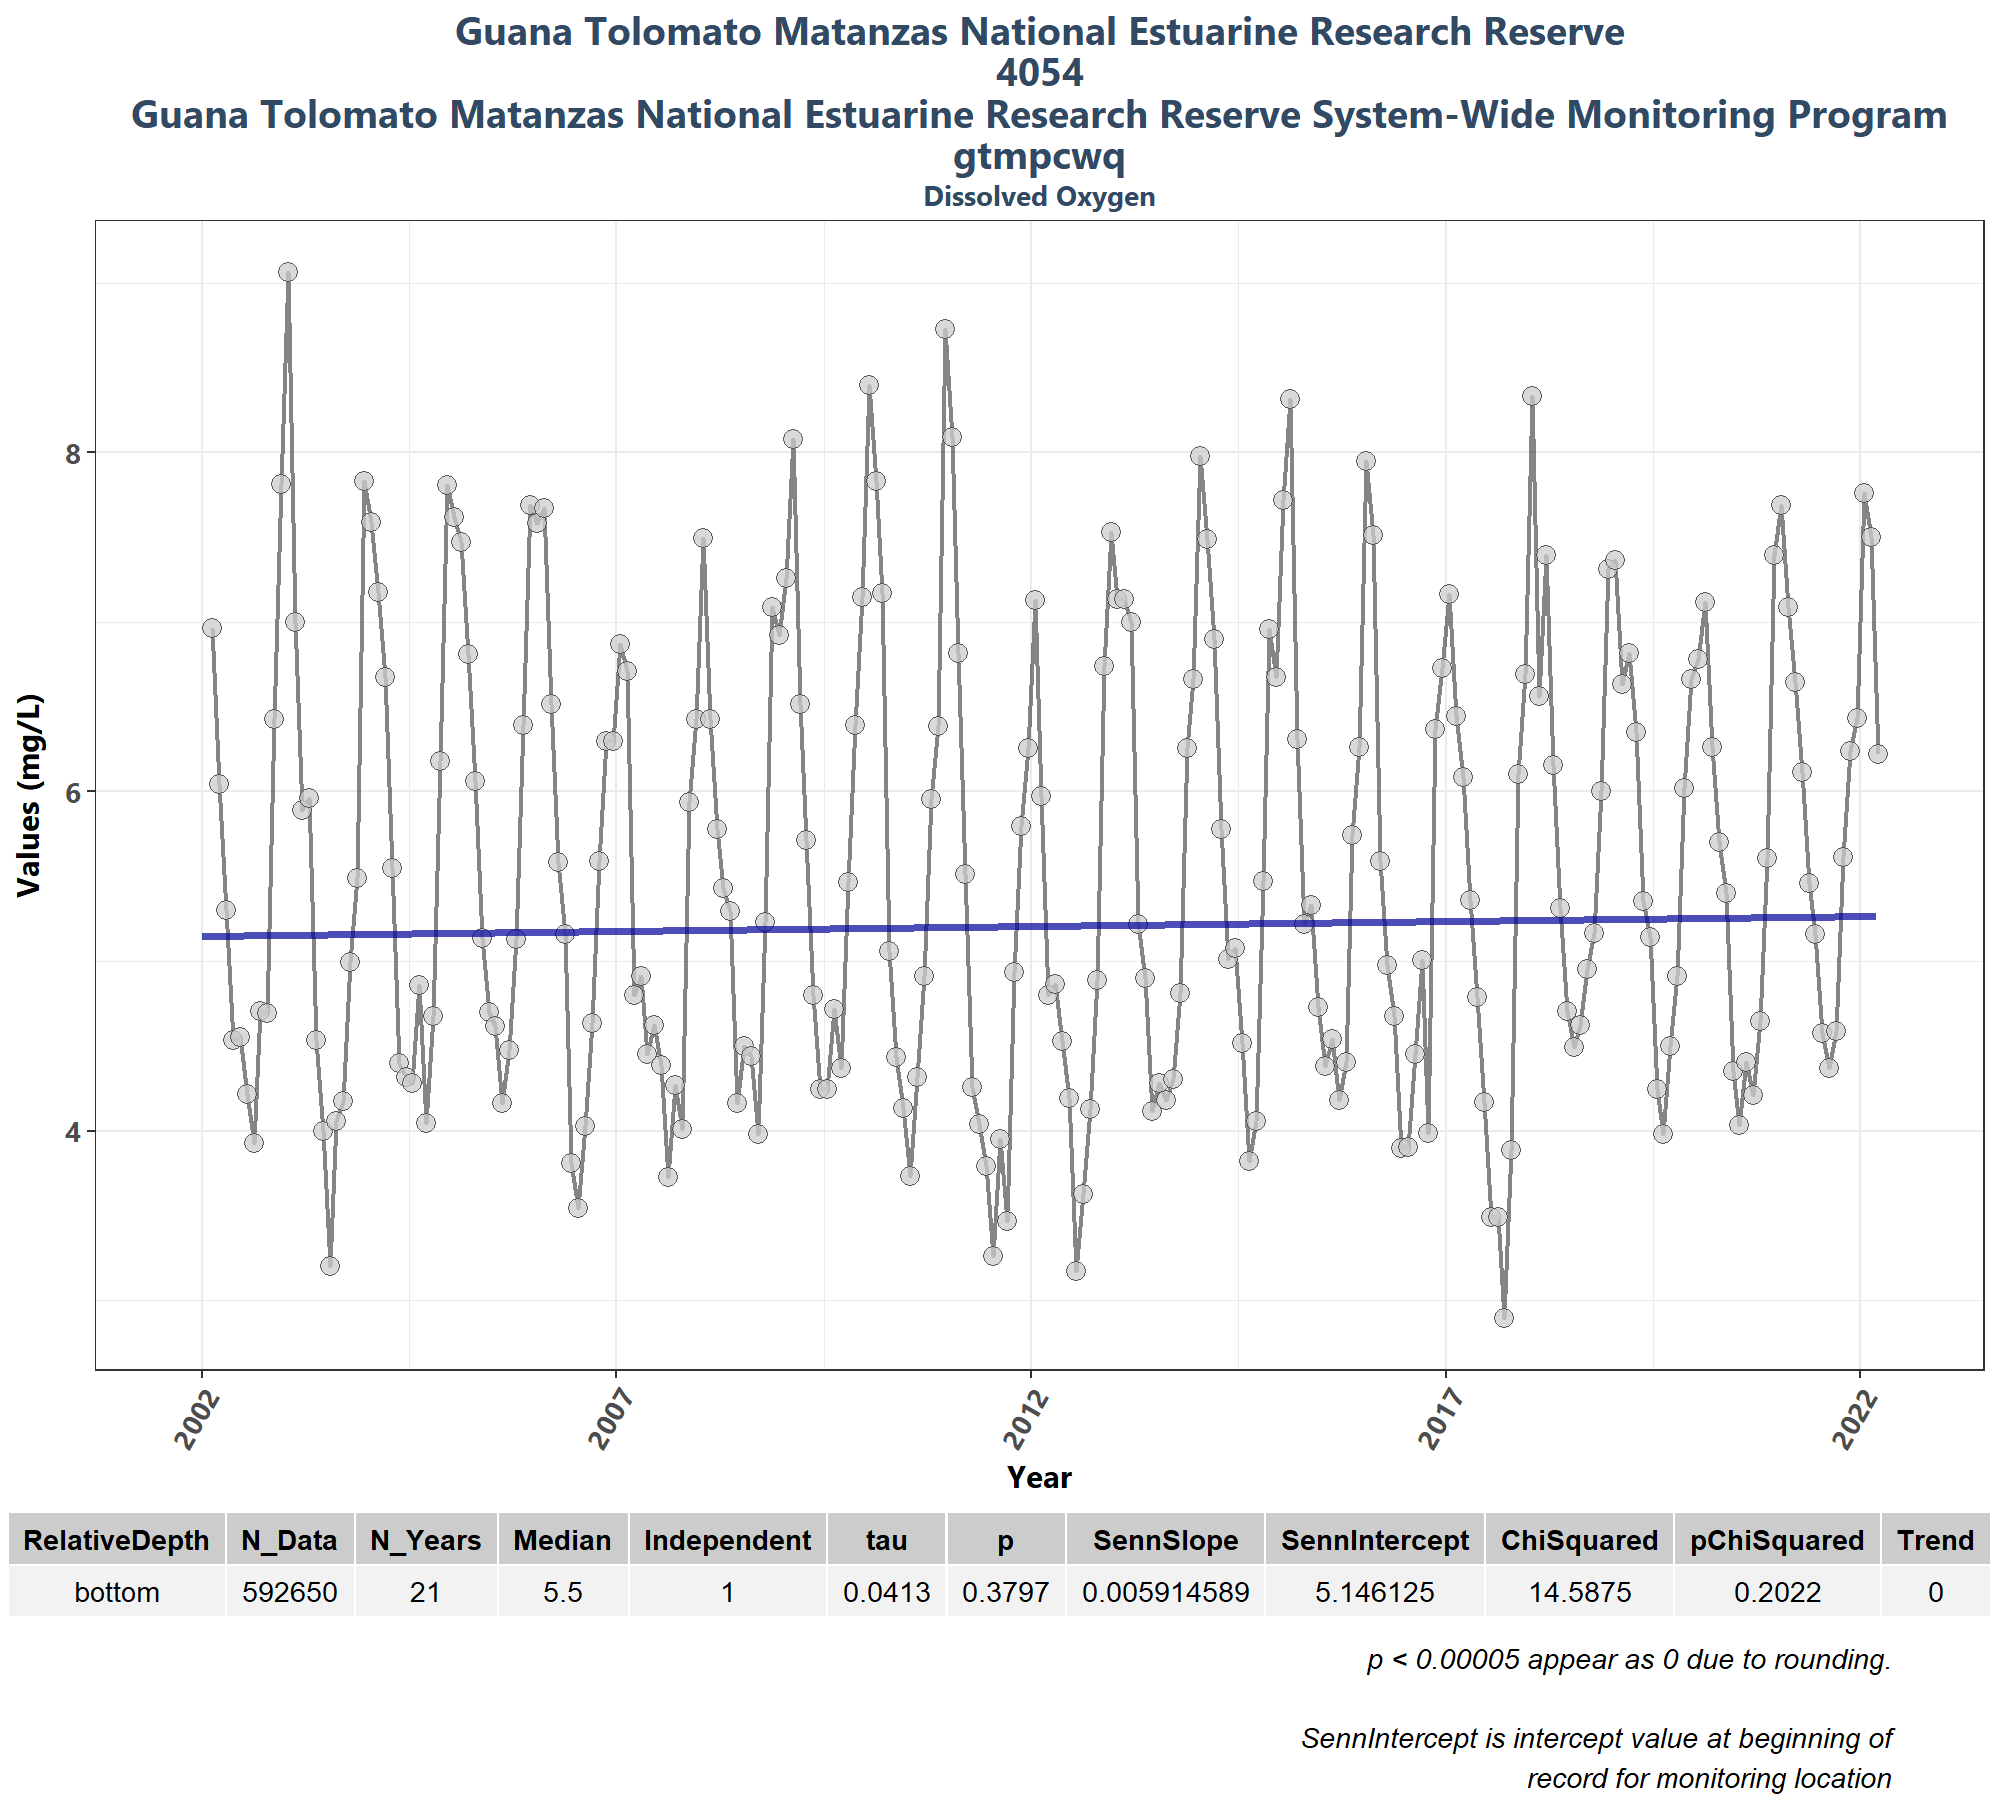 Guana Tolomato Matanzas National Estuarine Research Reserve
4054
Guana Tolomato Matanzas National Estuarine Research Reserve System-Wide Monitoring Program
gtmpcwq
Dissolved Oxygen
Values (mg/L)
8
6
4
2002
2007
2012
2017
2022
Year
RelativeDepth N_Data N_Years Median Independent tau p SennSlope SennIntercept ChiSquared pChiSquared Trend
bottom 592650 21 5.5 1 0.0413 0.3797 0.005914589 5.146125 14.5875 0.2022 0
p < 0.00005 appear as 0 due to rounding.
SennIntercept is intercept value at beginning of
record for monitoring location